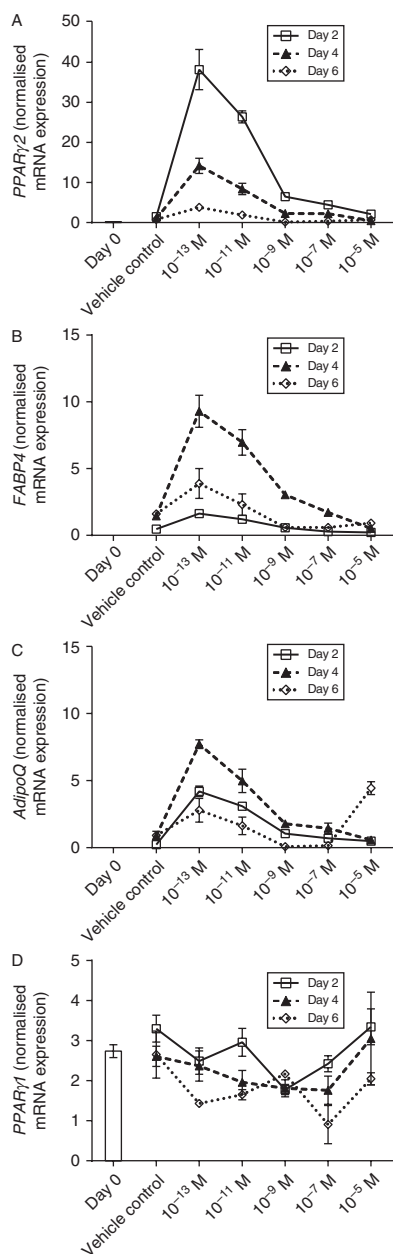 A
PPARγ2 (normalised
mRNA expression)
50
40
30
20
10
0
Day 2
Day 4
Day 6
Day 0
Vehicle control
10⁻¹³ M
10⁻¹¹ M
10⁻⁹ M
10⁻⁷ M
10⁻⁵ M
B
FABP4 (normalised
mRNA expression)
15
10
5
0
Day 2
Day 4
Day 6
Day 0
Vehicle control
10⁻¹³ M
10⁻¹¹ M
10⁻⁹ M
10⁻⁷ M
10⁻⁵ M
C
AdipoQ (normalised
mRNA expression)
15
10
5
0
Day 2
Day 4
Day 6
Day 0
Vehicle control
10⁻¹³ M
10⁻¹¹ M
10⁻⁹ M
10⁻⁷ M
10⁻⁵ M
D
PPARγ1 (normalised
mRNA expression)
5
4
3
2
1
0
Day 2
Day 4
Day 6
Day 0
Vehicle control
10⁻¹³ M
10⁻¹¹ M
10⁻⁹ M
10⁻⁷ M
10⁻⁵ M